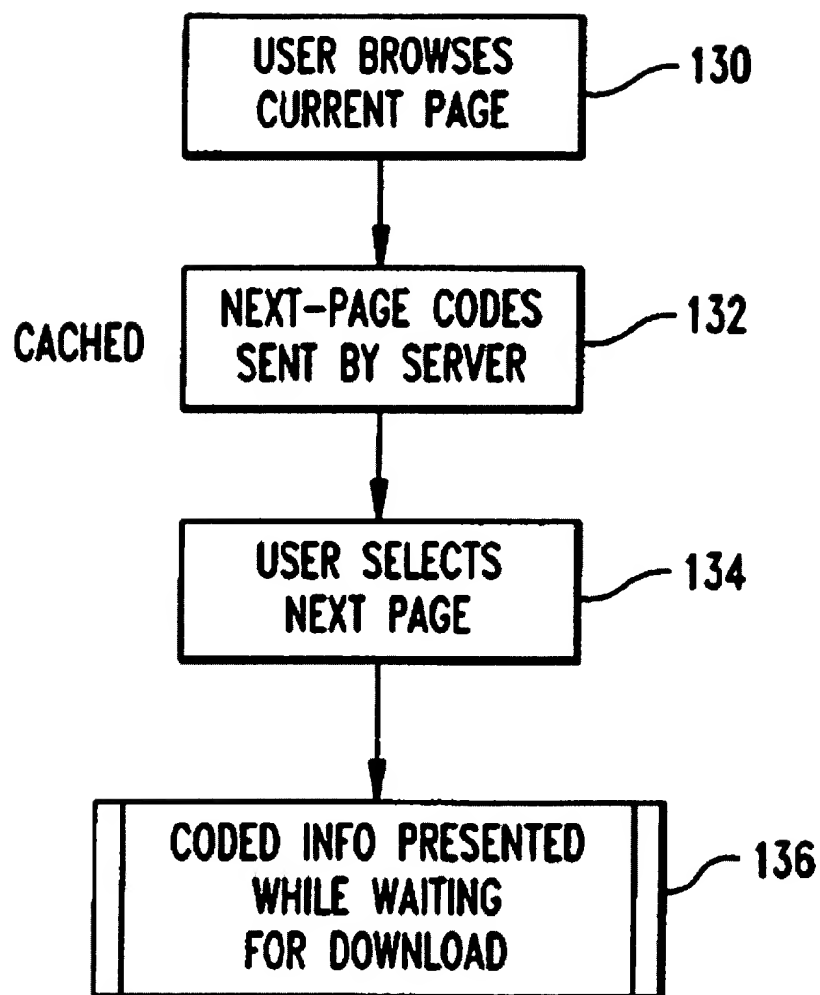 USER BROWSES
CURRENT PAGE
130
NEXT-PAGE CODES
SENT BY SERVER
132
CACHED
USER SELECTS
NEXT PAGE
134
CODED INFO PRESENTED
WHILE WAITING
FOR DOWNLOAD
136